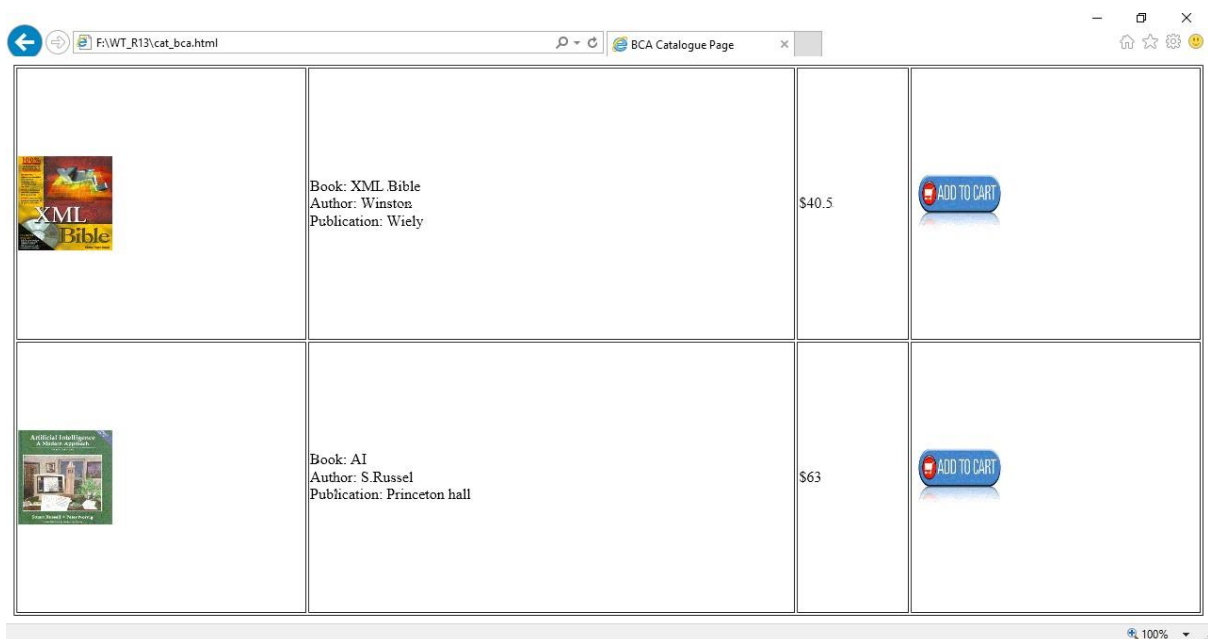 F:\WT_R13\cat_bca.html
BCA Catalogue Page
XML
Bible
Book: XML Bible
Author: Winston
Publication: Wiely
$40.5
ADD TO CART
Artificial Intelligence
A Modern Approach
Book: AI
Author: S.Russel
Publication: Princeton hall
$63
ADD TO CART
100%